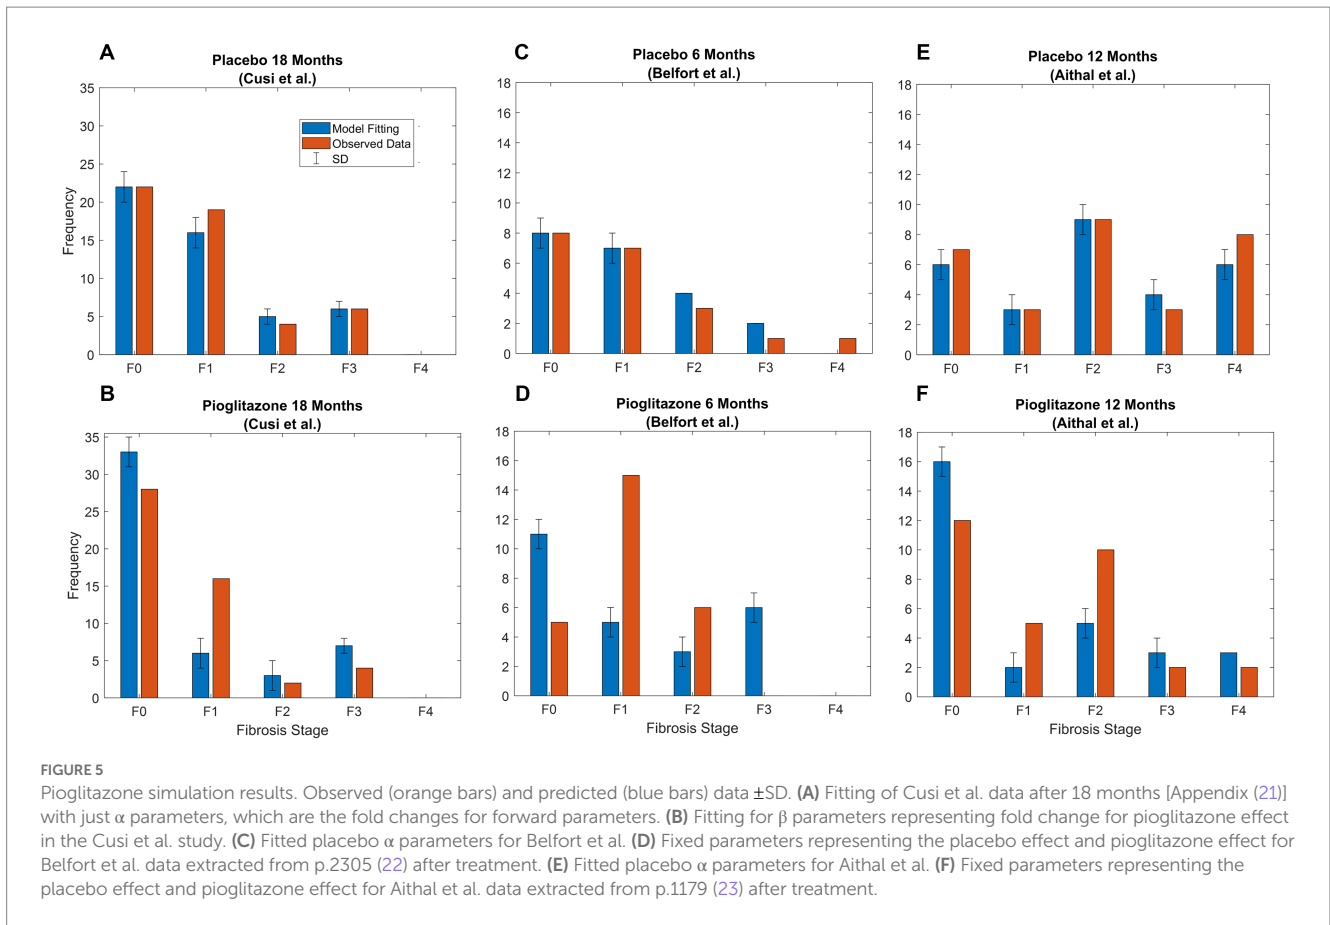 A
Placebo 18 Months
(Cusi et al.)
35
30
25
20
15
10
5
0
Frequency
Model Fitting
Observed Data
SD
F0 F1 F2 F3 F4
C
Placebo 6 Months
(Belfort et al.)
18
16
14
12
10
8
6
4
2
0
F0 F1 F2 F3 F4
E
Placebo 12 Months
(Aithal et al.)
18
16
14
12
10
8
6
4
2
0
F0 F1 F2 F3 F4
B
Pioglitazone 18 Months
(Cusi et al.)
35
30
25
20
15
10
5
0
Frequency
F0 F1 F2 F3 F4
Fibrosis Stage
D
Pioglitazone 6 Months
(Belfort et al.)
18
16
14
12
10
8
6
4
2
0
F0 F1 F2 F3 F4
Fibrosis Stage
F
Pioglitazone 12 Months
(Aithal et al.)
18
16
14
12
10
8
6
4
2
0
F0 F1 F2 F3 F4
Fibrosis Stage
FIGURE 5
Pioglitazone simulation results. Observed (orange bars) and predicted (blue bars) data ±SD. (A) Fitting of Cusi et al. data after 18 months [Appendix (21)]
with just α parameters, which are the fold changes for forward parameters. (B) Fitting for β parameters representing fold change for pioglitazone effect
in the Cusi et al. study. (C) Fitted placebo α parameters for Belfort et al. (D) Fixed parameters representing the placebo effect and pioglitazone effect for
Belfort et al. data extracted from p.2305 (22) after treatment. (E) Fitted placebo α parameters for Aithal et al. (F) Fixed parameters representing the
placebo effect and pioglitazone effect for Aithal et al. data extracted from p.1179 (23) after treatment.